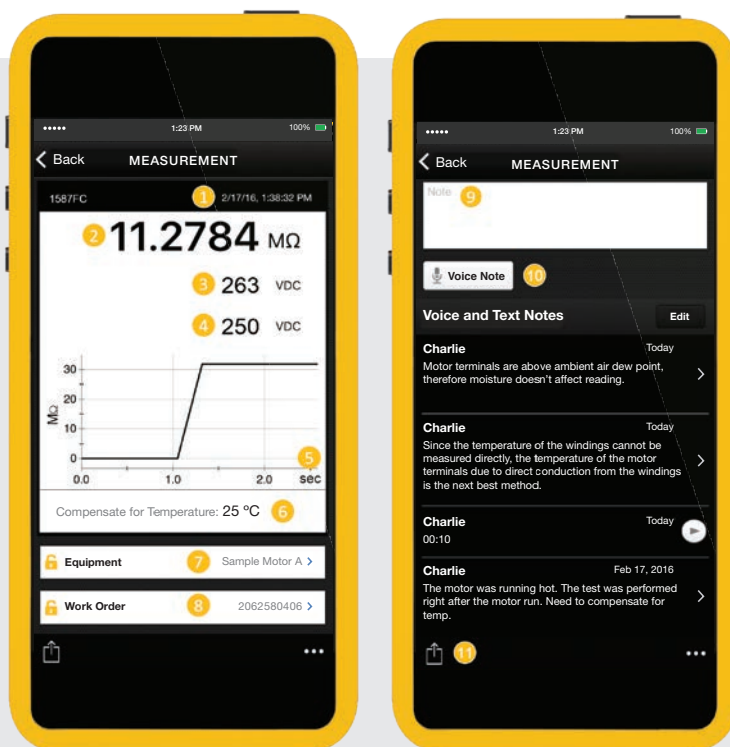 1:23 PM 100%
Back MEASUREMENT
1587FC 1 2/17/16, 1:38:32 PM
2 11.2784 MΩ
3 263 VDC
4 250 VDC
30
20
10
0
MΩ
5
0.0 1.0 2.0 sec
Compensate for Temperature: 25 ºC 6
Equipment 7 Sample Motor A >
Work Order 8 2062580406 >
1:23 PM 100%
Back MEASUREMENT
Note 9
Voice Note 10
Voice and Text Notes Edit
Charlie Today
Motor terminals are above ambient air dew point,
therefore moisture doesn't affect reading.
Charlie Today
Since the temperature of the windings cannot be
measured directly, the temperature of the motor
terminals due to direct conduction from the windings
is the next best method.
Charlie Today
00:10
Charlie Feb 17, 2016
The motor was running hot. The test was performed
right after the motor run. Need to compensate for
temp.
11